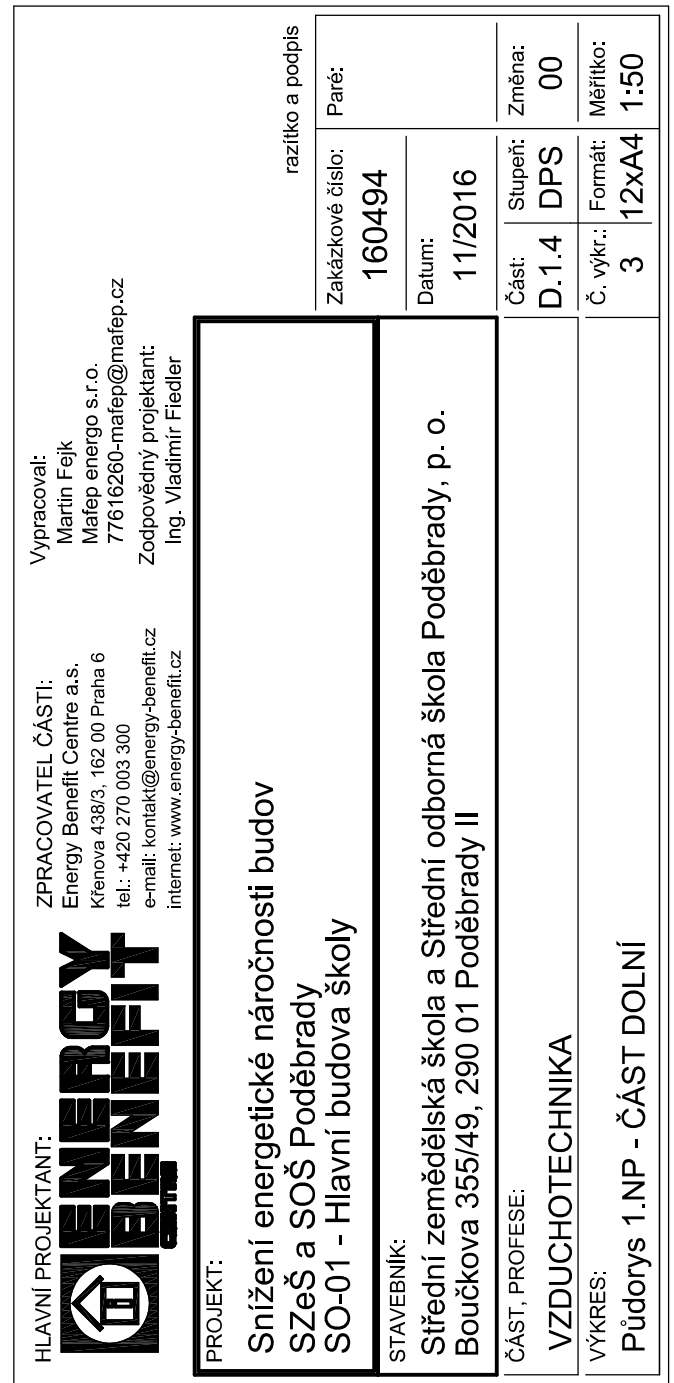 HLAVNÍ PROJEKTANT:
ENERGY
BENEFIT
CENTRE
ZPRACOVATEL ČÁSTI:
Energy Benefit Centre a.s.
Křenova 438/3, 162 00 Praha 6
tel.: +420 270 003 300
e-mail: kontakt@energy-benefit.cz
internet: www.energy-benefit.cz
Vypracoval:
Martin Fejk
Mafep energo s.r.o.
77616260-mafep@mafep.cz
Zodpovědný projektant:
Ing. Vladimír Fiedler
razítko a podpis
PROJEKT:
Snížení energetické náročnosti budov
SZeŠ a SOŠ Poděbrady
SO-01 - Hlavní budova školy
Zakázkové číslo:
160494
Paré:
STAVEBNÍK:
Střední zemědělská škola a Střední odborná škola Poděbrady, p. o.
Boučkova 355/49, 290 01 Poděbrady II
Datum:
11/2016
ČÁST, PROFESE:
VZDUCHOTECHNIKA
Část:
D.1.4
Stupeň:
DPS
Změna:
00
VÝKRES:
Půdorys 1.NP - ČÁST DOLNÍ
Č. výkr.:
3
Formát:
12xA4
Měřítko:
1:50